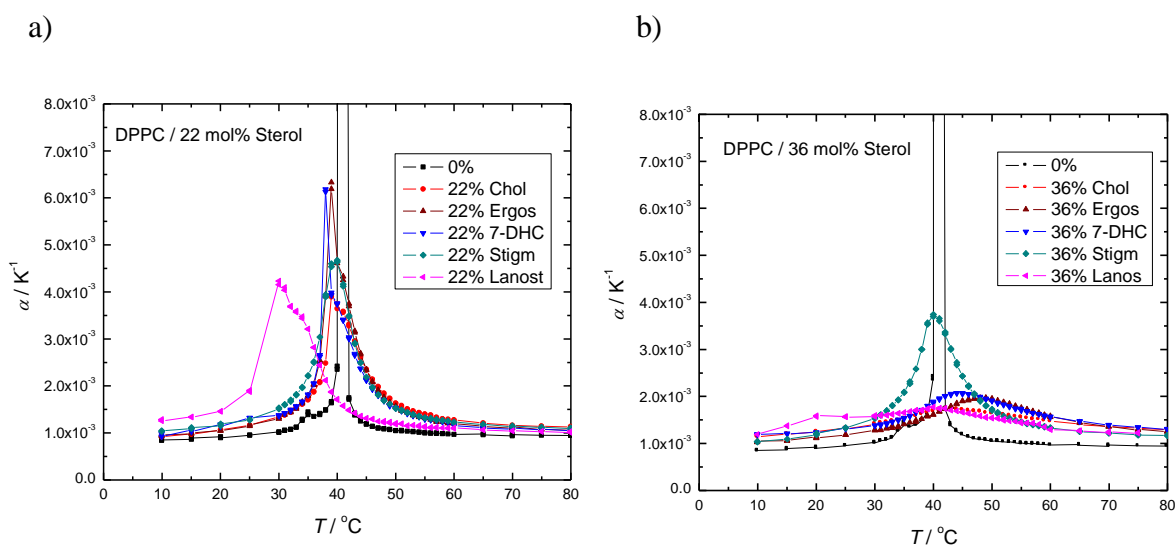 a)
b)
8.0x10⁻³
7.0x10⁻³
6.0x10⁻³
5.0x10⁻³
4.0x10⁻³
3.0x10⁻³
2.0x10⁻³
1.0x10⁻³
0.0
α / K⁻¹
DPPC / 22 mol% Sterol
0%
22% Chol
22% Ergos
22% 7-DHC
22% Stigm
22% Lanost
0 10 20 30 40 50 60 70 80
T / °C
8.0x10⁻³
7.0x10⁻³
6.0x10⁻³
5.0x10⁻³
4.0x10⁻³
3.0x10⁻³
2.0x10⁻³
1.0x10⁻³
0.0
α / K⁻¹
DPPC / 36 mol% Sterol
0%
36% Chol
36% Ergos
36% 7-DHC
36% Stigm
36% Lanos
0 10 20 30 40 50 60 70 80
T / °C